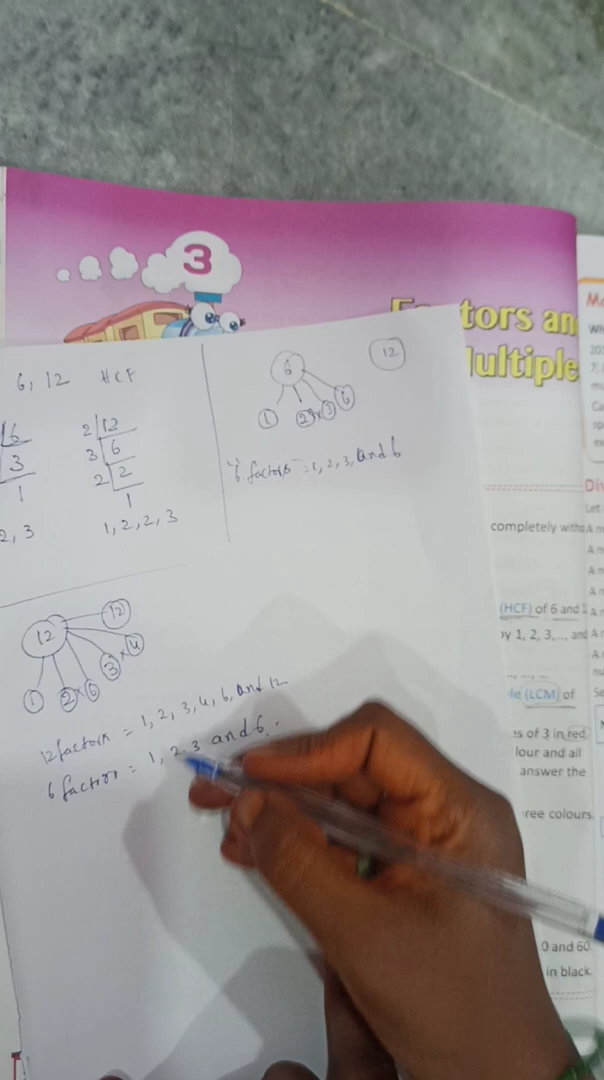 3
tors an
ultiple
6, 12 HCF
6
3
1
2, 3
2 12
3 6
2 2
1
1, 2, 2, 3
6
12
1 2 x 3 6
6 factors = 1, 2, 3, and 6
12
12
1 2 x 6 3 x 4
12 factors = 1, 2, 3, 4, 6, and 12
6 factors = 1, 2, 3 and 6.
completely with
(HCF) of 6 and
by 1, 2, 3,..., and
(LCM) of
es of 3 in red
lour and all
answer the
ree colours.
0 and 60.
in black.